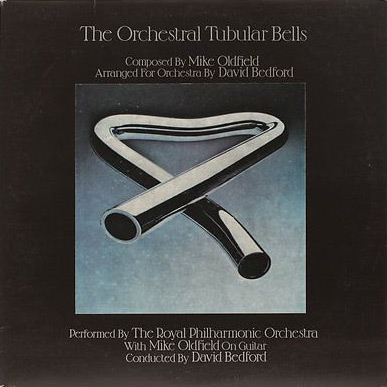 The Orchestral Tubular Bells
Composed By Mike Oldfield
Arranged For Orchestra By David Bedford
Performed By The Royal Philharmonic Orchestra
With Mike Oldfield On Guitar
Conducted By David Bedford